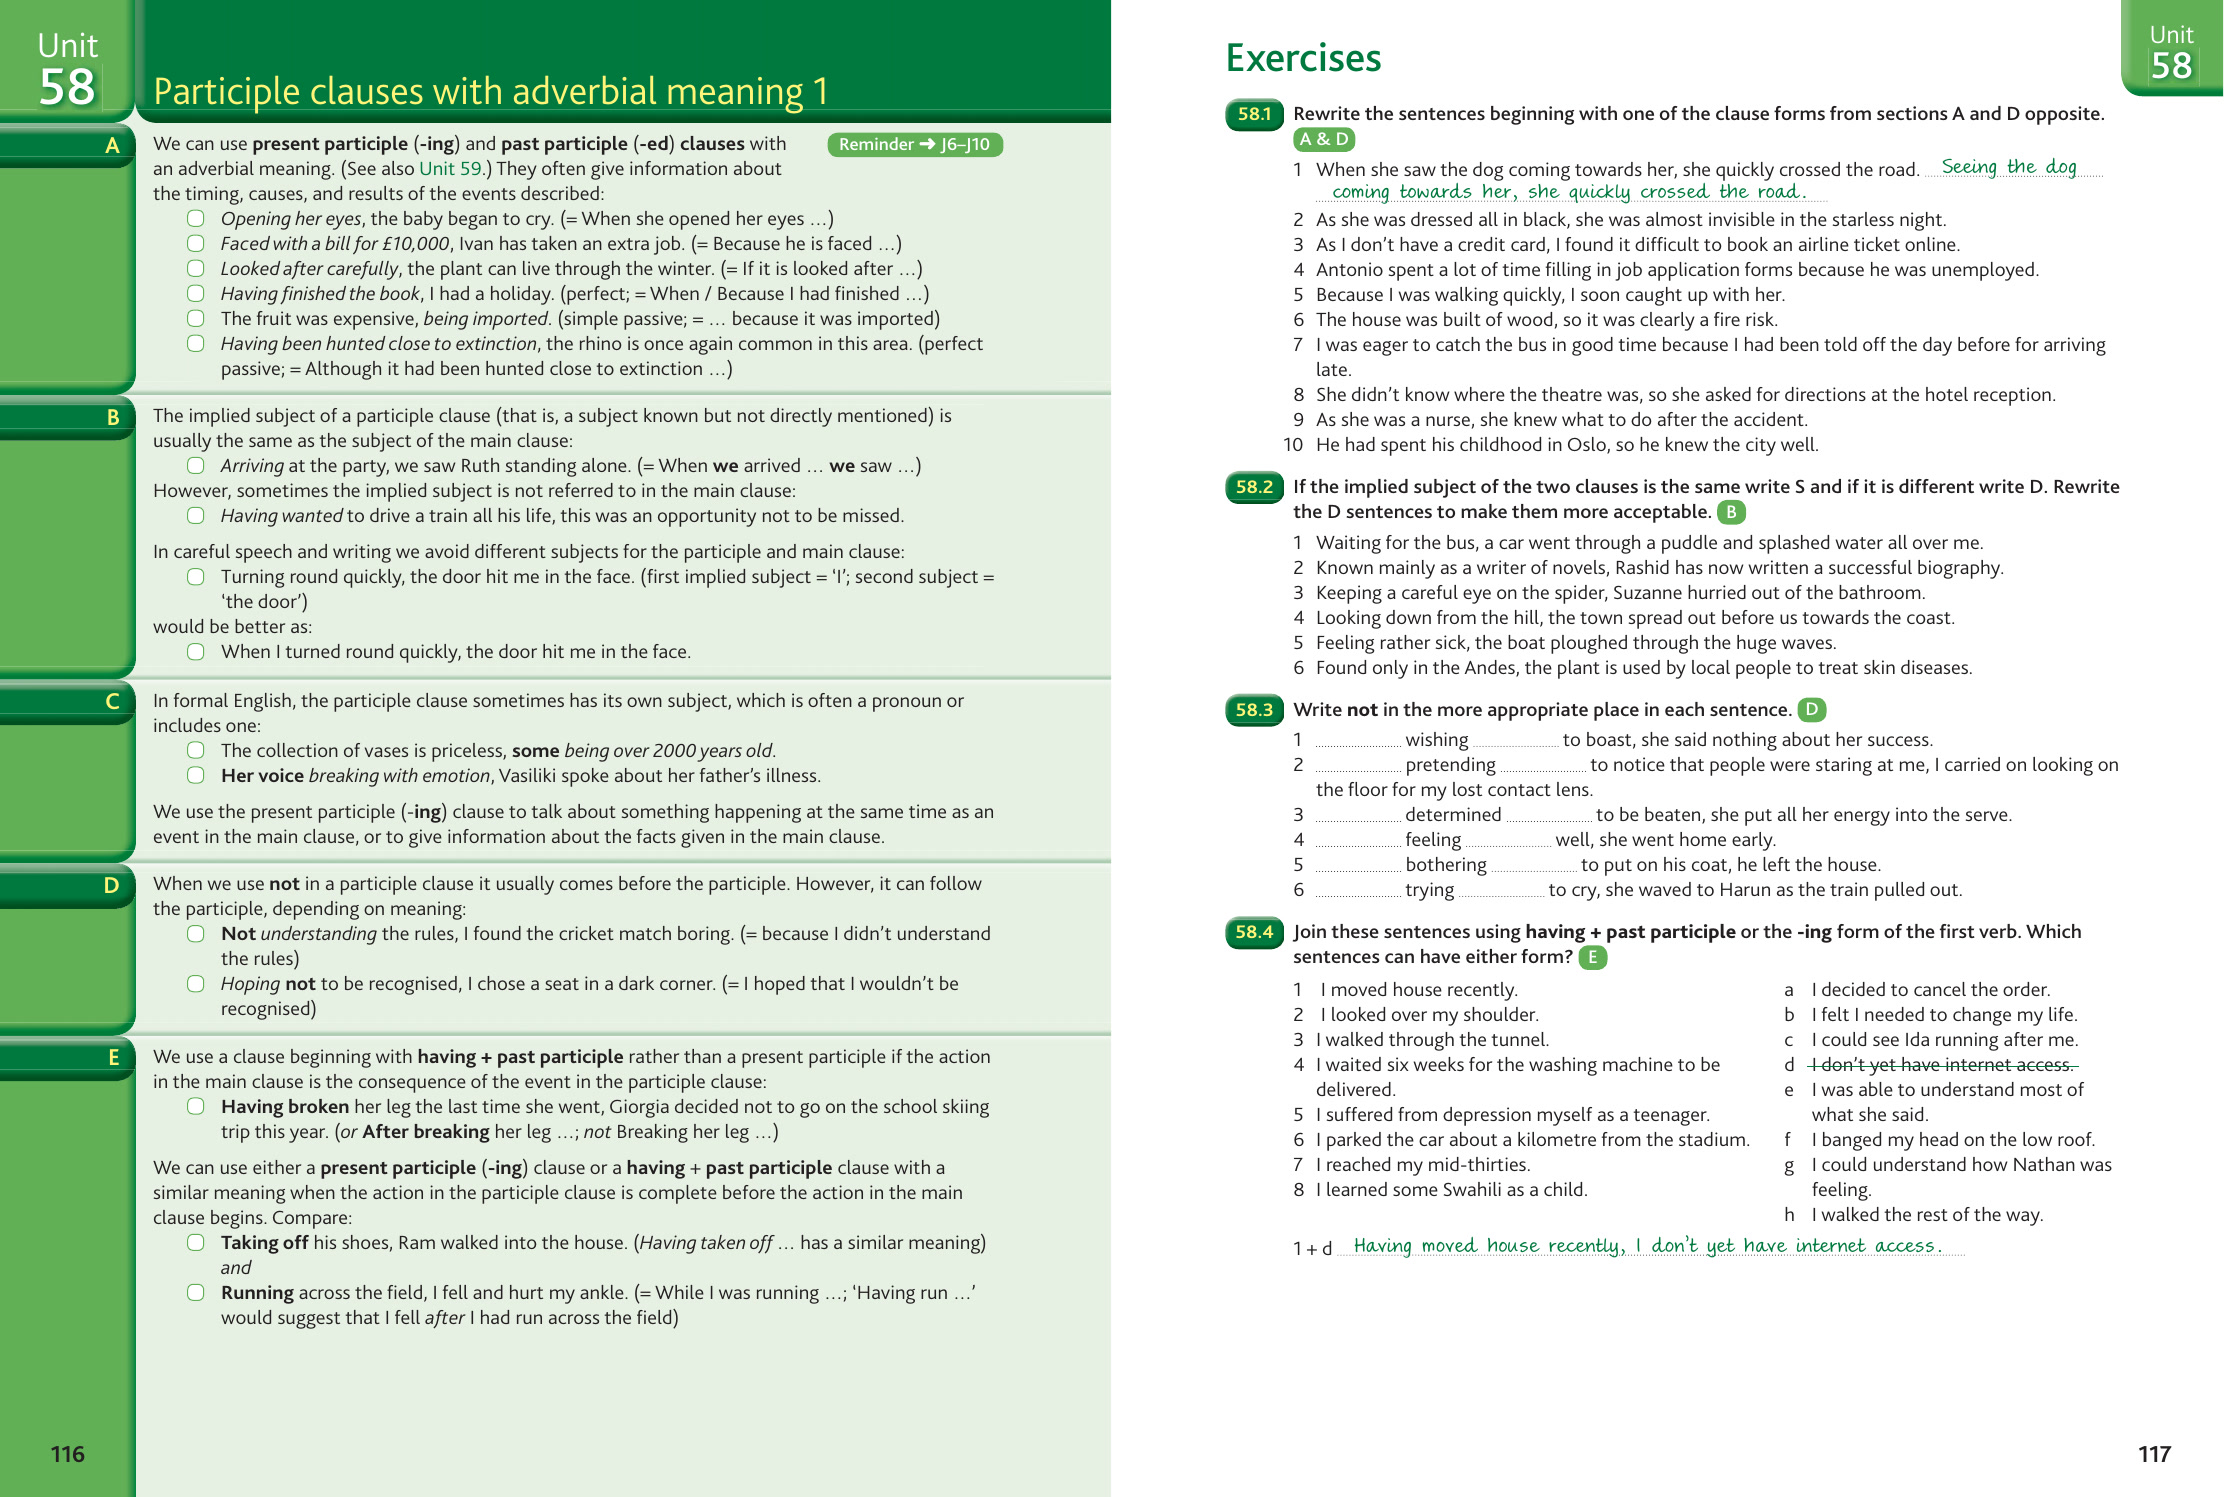 Unit
58
Participle clauses with adverbial meaning 1
A
We can use present participle (-ing) and past participle (-ed) clauses with
Reminder ➜ J6–J10
an adverbial meaning. (See also Unit 59.) They often give information about
the timing, causes, and results of the events described:
Opening her eyes, the baby began to cry. (= When she opened her eyes …)
Faced with a bill for £10,000, Ivan has taken an extra job. (= Because he is faced …)
Looked after carefully, the plant can live through the winter. (= If it is looked after …)
Having finished the book, I had a holiday. (perfect; = When / Because I had finished …)
The fruit was expensive, being imported. (simple passive; = … because it was imported)
Having been hunted close to extinction, the rhino is once again common in this area. (perfect
passive; = Although it had been hunted close to extinction …)
B
The implied subject of a participle clause (that is, a subject known but not directly mentioned) is
usually the same as the subject of the main clause:
Arriving at the party, we saw Ruth standing alone. (= When we arrived … we saw …)
However, sometimes the implied subject is not referred to in the main clause:
Having wanted to drive a train all his life, this was an opportunity not to be missed.
In careful speech and writing we avoid different subjects for the participle and main clause:
Turning round quickly, the door hit me in the face. (first implied subject = ‘I’; second subject =
‘the door’)
would be better as:
When I turned round quickly, the door hit me in the face.
C
In formal English, the participle clause sometimes has its own subject, which is often a pronoun or
includes one:
The collection of vases is priceless, some being over 2000 years old.
Her voice breaking with emotion, Vasiliki spoke about her father’s illness.
We use the present participle (-ing) clause to talk about something happening at the same time as an
event in the main clause, or to give information about the facts given in the main clause.
D
When we use not in a participle clause it usually comes before the participle. However, it can follow
the participle, depending on meaning:
Not understanding the rules, I found the cricket match boring. (= because I didn’t understand
the rules)
Hoping not to be recognised, I chose a seat in a dark corner. (= I hoped that I wouldn’t be
recognised)
E
We use a clause beginning with having + past participle rather than a present participle if the action
in the main clause is the consequence of the event in the participle clause:
Having broken her leg the last time she went, Giorgia decided not to go on the school skiing
trip this year. (or After breaking her leg …; not Breaking her leg …)
We can use either a present participle (-ing) clause or a having + past participle clause with a
similar meaning when the action in the participle clause is complete before the action in the main
clause begins. Compare:
Taking off his shoes, Ram walked into the house. (Having taken off … has a similar meaning)
and
Running across the field, I fell and hurt my ankle. (= While I was running …; ‘Having run …’
would suggest that I fell after I had run across the field)
116
Exercises
Unit
58
58.1 Rewrite the sentences beginning with one of the clause forms from sections A and D opposite.
A & D
1 When she saw the dog coming towards her, she quickly crossed the road. Seeing the dog
coming towards her, she quickly crossed the road.
2 As she was dressed all in black, she was almost invisible in the starless night.
3 As I don’t have a credit card, I found it difficult to book an airline ticket online.
4 Antonio spent a lot of time filling in job application forms because he was unemployed.
5 Because I was walking quickly, I soon caught up with her.
6 The house was built of wood, so it was clearly a fire risk.
7 I was eager to catch the bus in good time because I had been told off the day before for arriving
late.
8 She didn’t know where the theatre was, so she asked for directions at the hotel reception.
9 As she was a nurse, she knew what to do after the accident.
10 He had spent his childhood in Oslo, so he knew the city well.
58.2 If the implied subject of the two clauses is the same write S and if it is different write D. Rewrite
the D sentences to make them more acceptable. B
1 Waiting for the bus, a car went through a puddle and splashed water all over me.
2 Known mainly as a writer of novels, Rashid has now written a successful biography.
3 Keeping a careful eye on the spider, Suzanne hurried out of the bathroom.
4 Looking down from the hill, the town spread out before us towards the coast.
5 Feeling rather sick, the boat ploughed through the huge waves.
6 Found only in the Andes, the plant is used by local people to treat skin diseases.
58.3 Write not in the more appropriate place in each sentence. D
1 .................... wishing .................... to boast, she said nothing about her success.
2 .................... pretending .................... to notice that people were staring at me, I carried on looking on
the floor for my lost contact lens.
3 .................... determined .................... to be beaten, she put all her energy into the serve.
4 .................... feeling .................... well, she went home early.
5 .................... bothering .................... to put on his coat, he left the house.
6 .................... trying .................... to cry, she waved to Harun as the train pulled out.
58.4 Join these sentences using having + past participle or the -ing form of the first verb. Which
sentences can have either form? E
1 I moved house recently.
2 I looked over my shoulder.
3 I walked through the tunnel.
4 I waited six weeks for the washing machine to be
delivered.
5 I suffered from depression myself as a teenager.
6 I parked the car about a kilometre from the stadium.
7 I reached my mid-thirties.
8 I learned some Swahili as a child.
a I decided to cancel the order.
b I felt I needed to change my life.
c I could see Ida running after me.
d I don’t yet have internet access.
e I was able to understand most of
what she said.
f I banged my head on the low roof.
g I could understand how Nathan was
feeling.
h I walked the rest of the way.
1 + d Having moved house recently, I don’t yet have internet access.
117